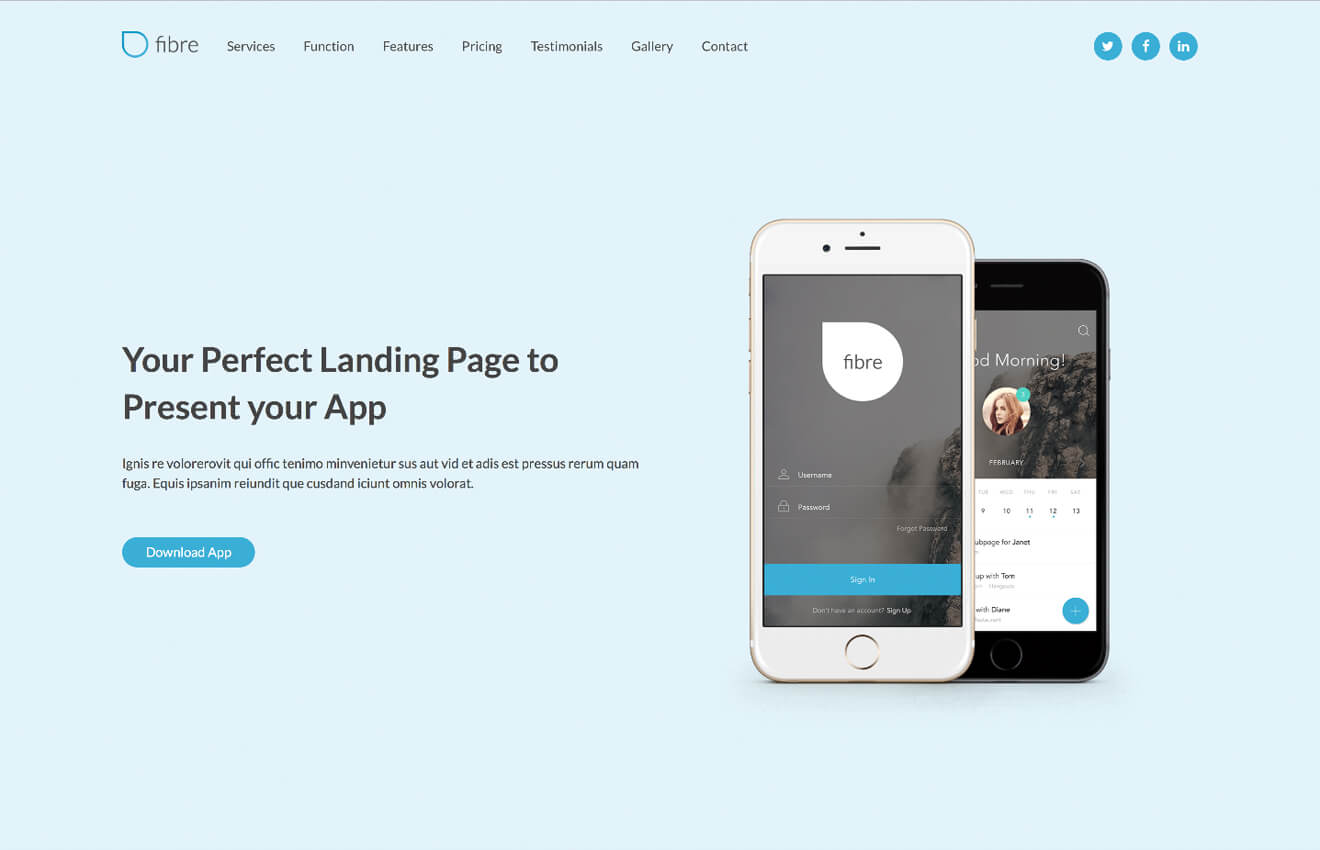 fibre
Services
Function
Features
Pricing
Testimonials
Gallery
Contact
Your Perfect Landing Page to
Present your App
Ignis re volorerovit qui offic tenimo minvenietur sus aut vid et adis est pressus rerum quam
fuga. Equis ipsanim reiundit que cusdand iciunt omnis volorat.
Download App
fibre
Username
Password
Forgot Password
Sign In
Don't have an account? Sign Up
od Morning!
FEBRUARY
TUE WED THU FRI SAT
9 10 11 12 13
ubpage for Janet
up with Tom
Hangouts
with Diane